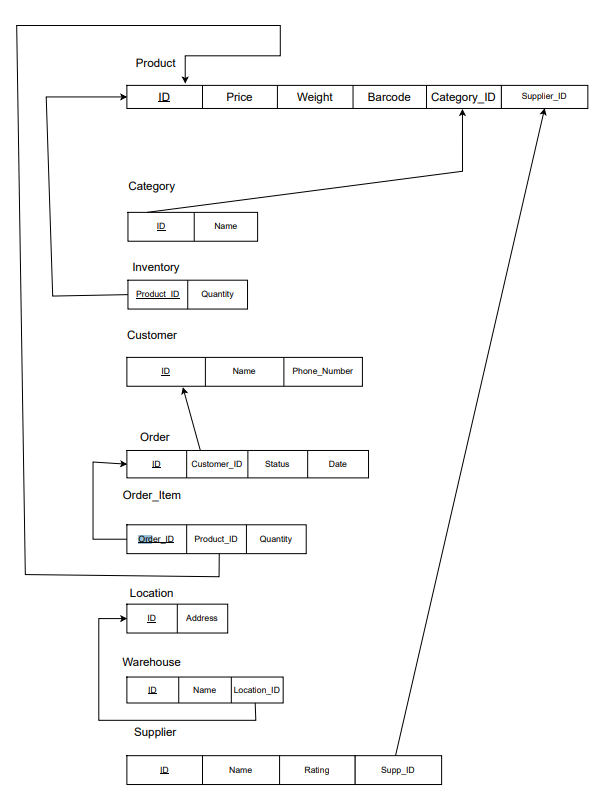 Product
ID Price Weight Barcode Category_ID Supplier_ID
Category
ID Name
Inventory
Product_ID Quantity
Customer
ID Name Phone_Number
Order
ID Customer_ID Status Date
Order_Item
Order_ID Product_ID Quantity
Location
ID Address
Warehouse
ID Name Location_ID
Supplier
ID Name Rating Supp_ID